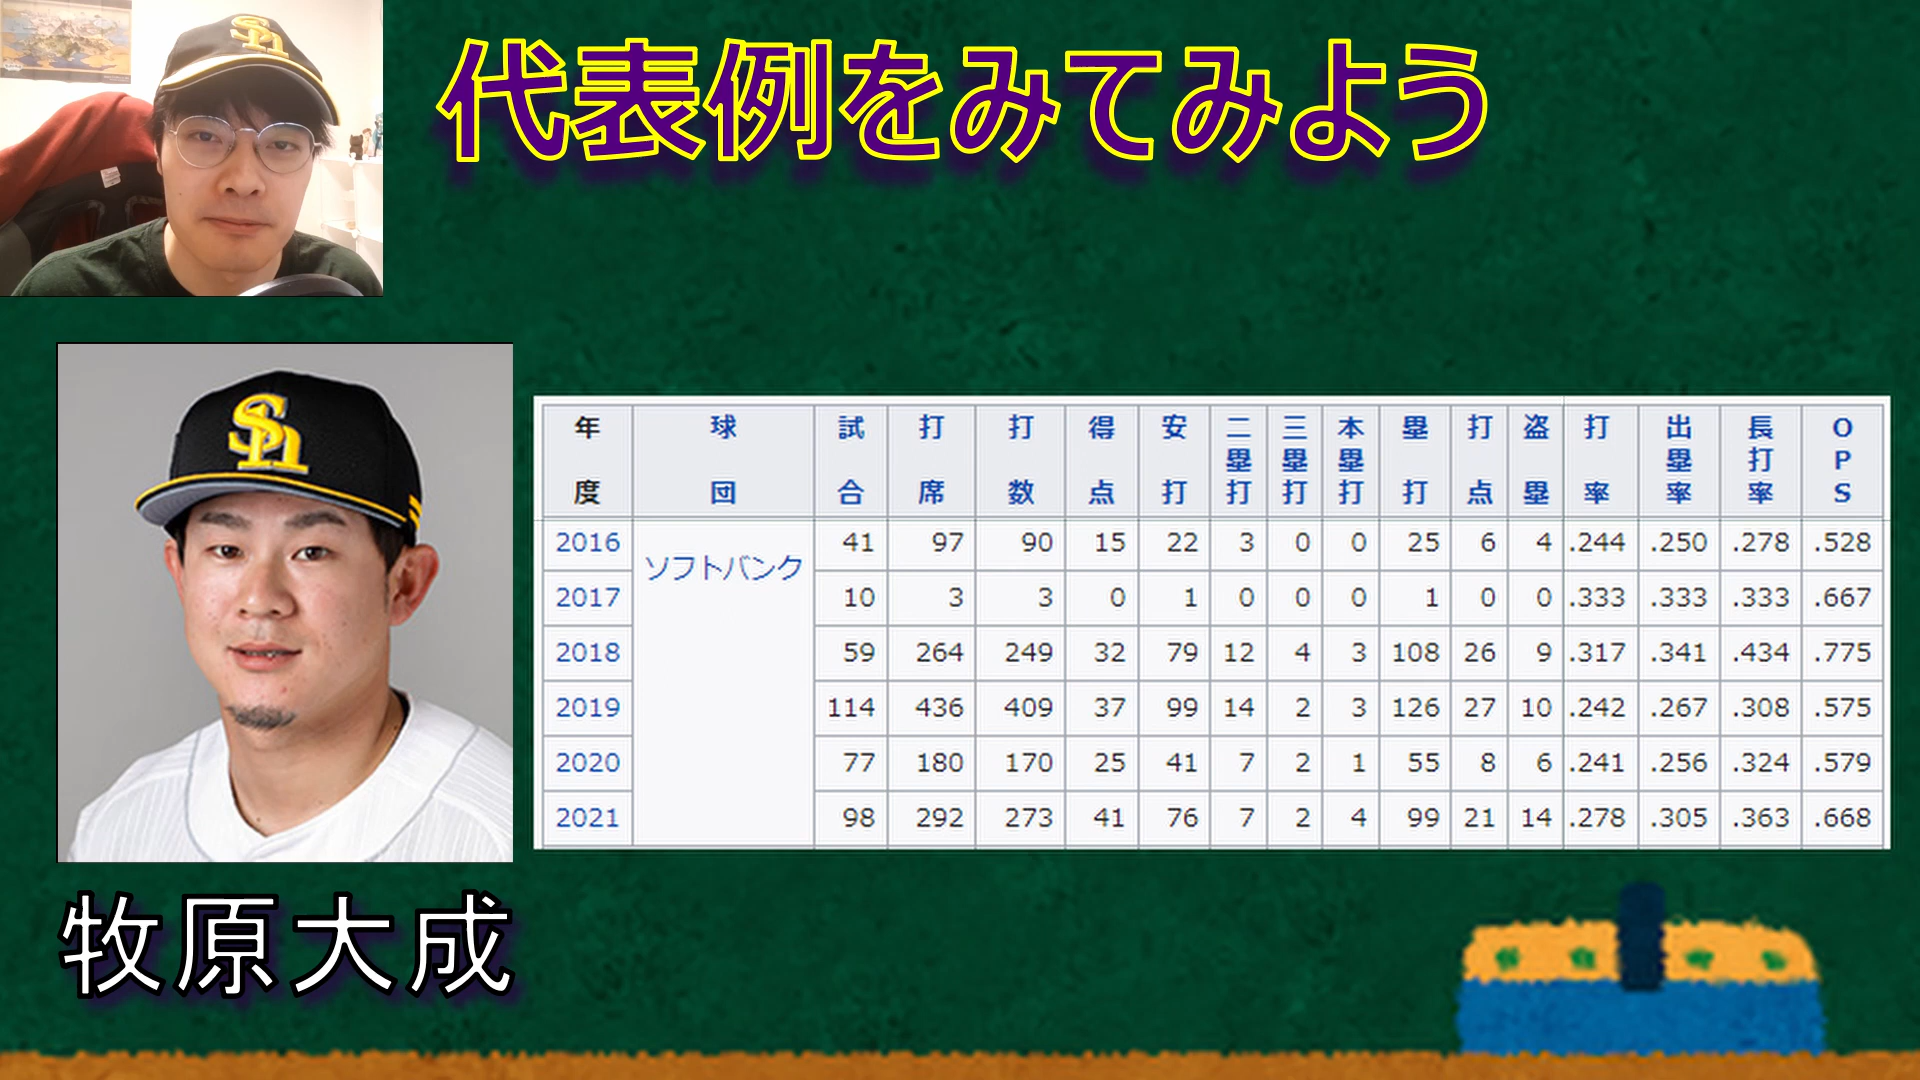 代表例をみてみよう
年度 球団 試合 打席 打数 得点 安打 二塁打 三塁打 本塁打 塁打 打点 盗塁 打率 出塁率 長打率 OPS
2016 ソフトバンク 41 97 90 15 22 3 0 0 25 6 4 .244 .250 .278 .528
2017 10 3 3 0 1 0 0 0 1 0 0 .333 .333 .333 .667
2018 59 264 249 32 79 12 4 3 108 26 9 .317 .341 .434 .775
2019 114 436 409 37 99 14 2 3 126 27 10 .242 .267 .308 .575
2020 77 180 170 25 41 7 2 1 55 8 6 .241 .256 .324 .579
2021 98 292 273 41 76 7 2 4 99 21 14 .278 .305 .363 .668
牧原大成